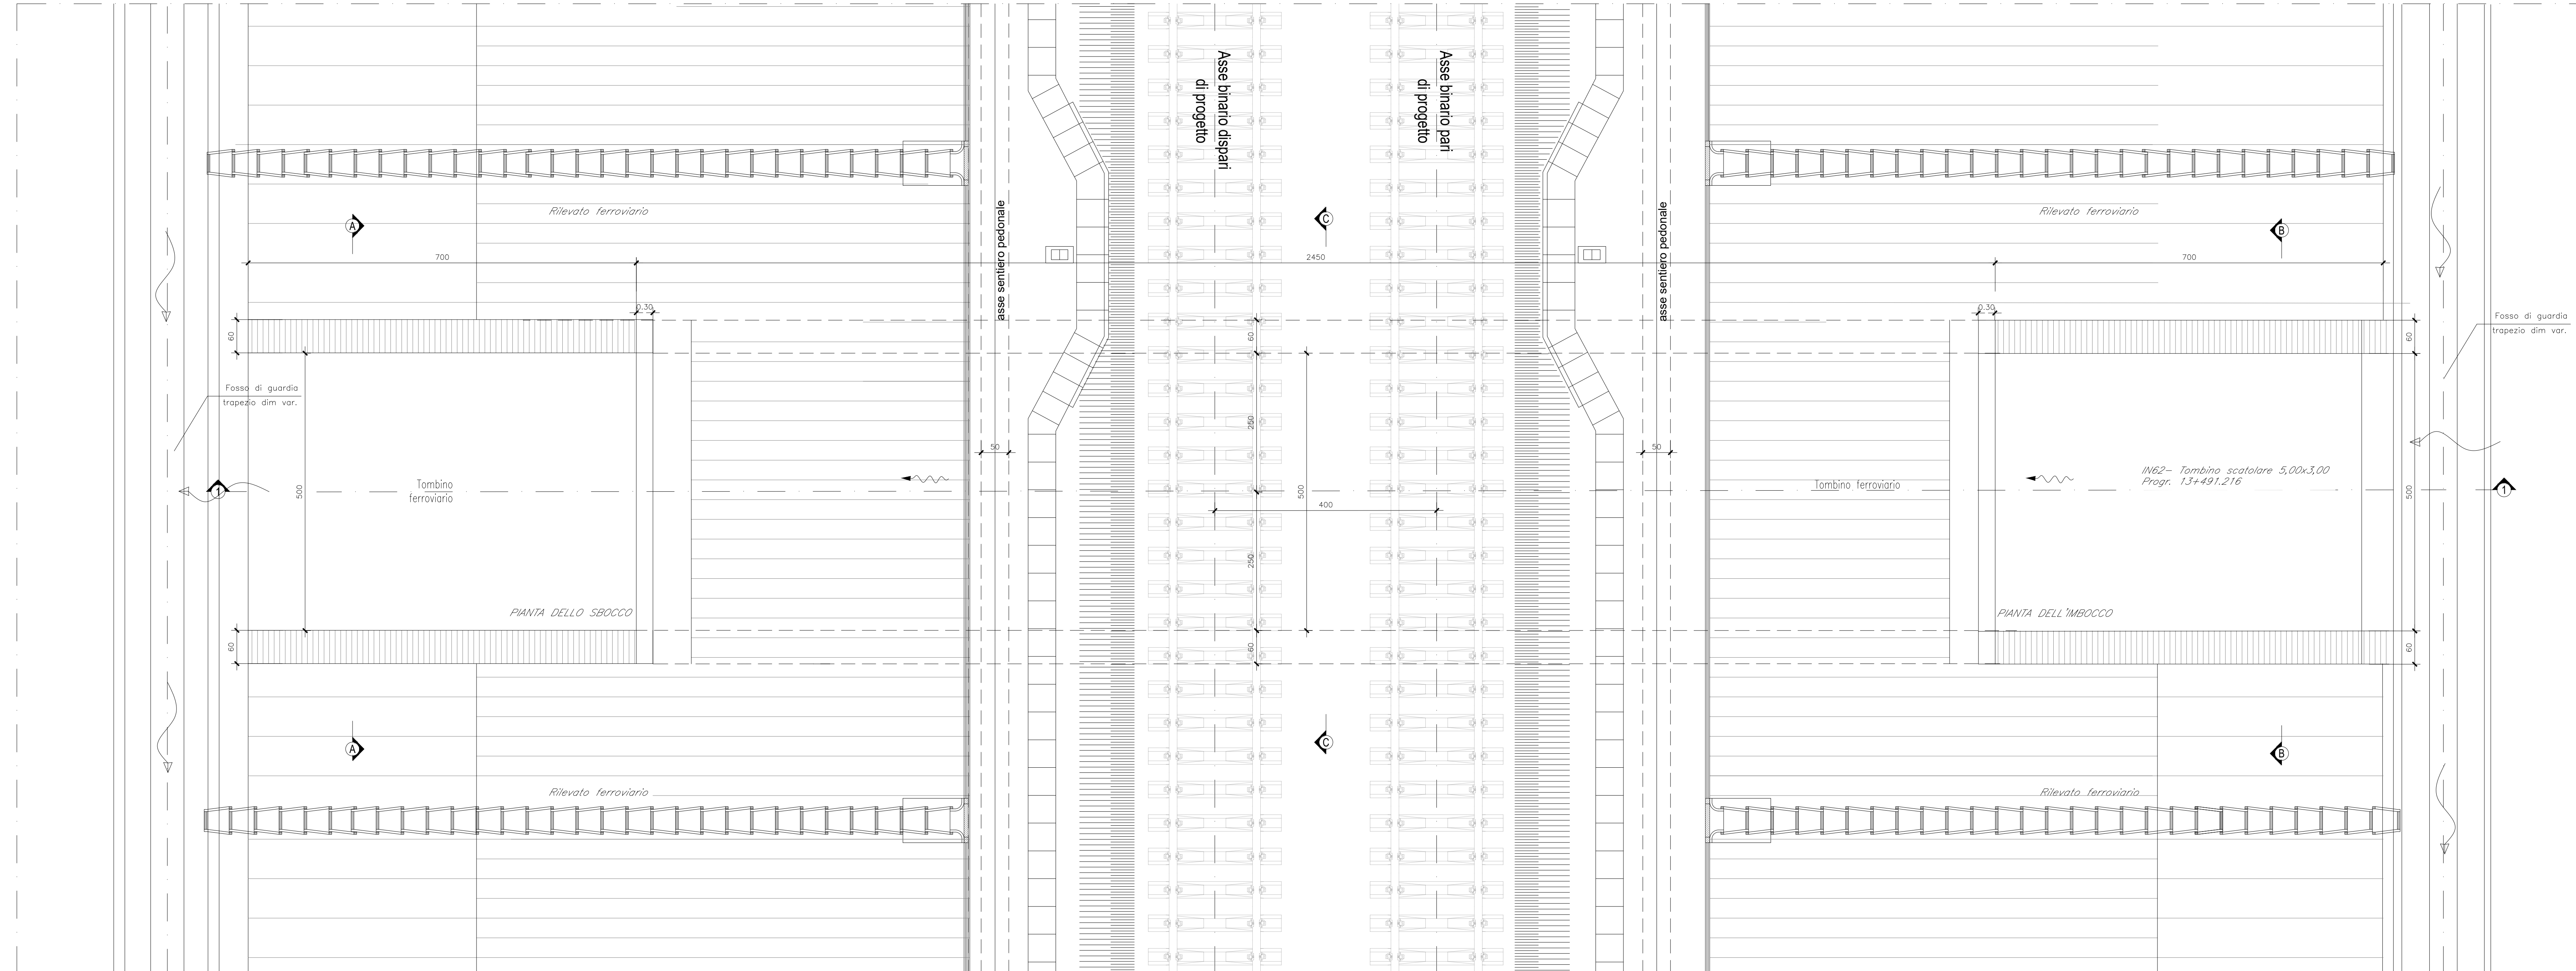 Asse binario dispari
di progetto
Asse binario pari
di progetto
asse sentiero pedonale
asse sentiero pedonale
Rilevato ferroviario
Rilevato ferroviario
A
C
B
700
2450
700
0.30
0.30
60
60
60
Fosso di guardia
trapezio dim var.
Fosso di guardia
trapezio dim var.
50
50
250
500
500
500
400
250
1
1
Tombino
ferroviario
Tombino ferroviario
IN62- Tombino scatolare 5,00x3,00
Progr. 13+491.216
PIANTA DELLO SBOCCO
PIANTA DELL'IMBOCCO
60
60
60
A
C
B
Rilevato ferroviario
Rilevato ferroviario